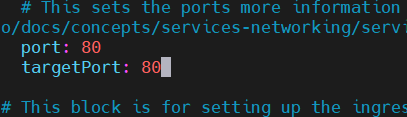 # This sets the ports more information
o/docs/concepts/services-networking/servi
port: 80
targetPort: 80
# This block is for setting up the ingres